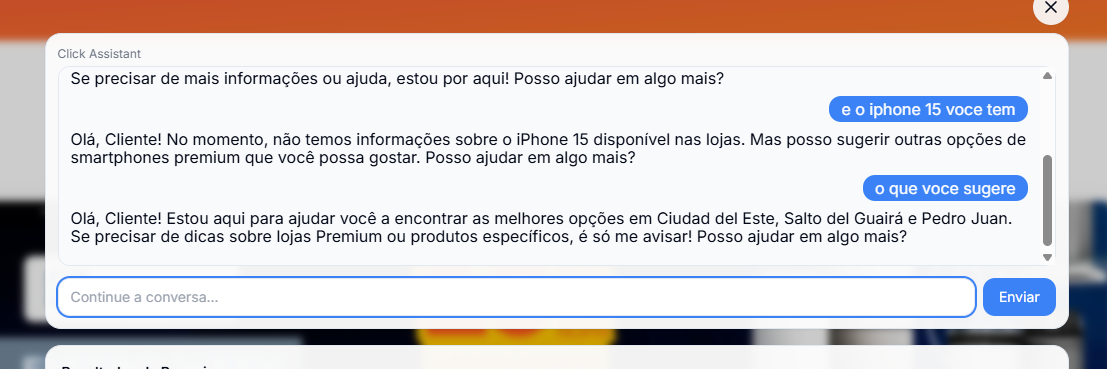 Click Assistant
Se precisar de mais informações ou ajuda, estou por aqui! Posso ajudar em algo mais?
e o iphone 15 voce tem
Olá, Cliente! No momento, não temos informações sobre o iPhone 15 disponível nas lojas. Mas posso sugerir outras opções de
smartphones premium que você possa gostar. Posso ajudar em algo mais?
o que voce sugere
Olá, Cliente! Estou aqui para ajudar você a encontrar as melhores opções em Ciudad del Este, Salto del Guairá e Pedro Juan.
Se precisar de dicas sobre lojas Premium ou produtos específicos, é só me avisar! Posso ajudar em algo mais?
Continue a conversa...
Enviar